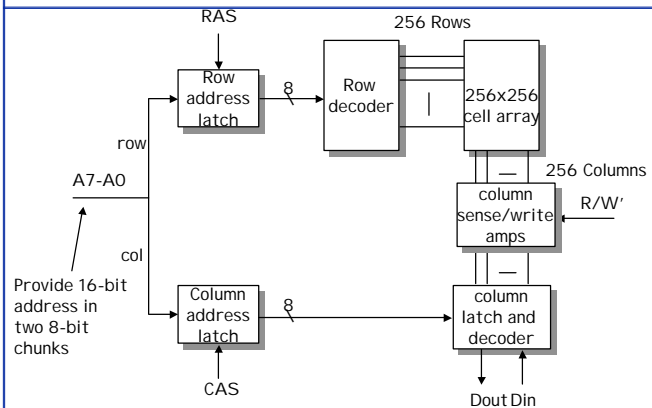 RAS
256 Rows
Row
address
latch
8
Row
decoder
256x256
cell array
row
A7-A0
256 Columns
column
sense/write
amps
R/W'
col
Provide 16-bit
address in
two 8-bit
chunks
Column
address
latch
8
column
latch and
decoder
CAS
Dout Din